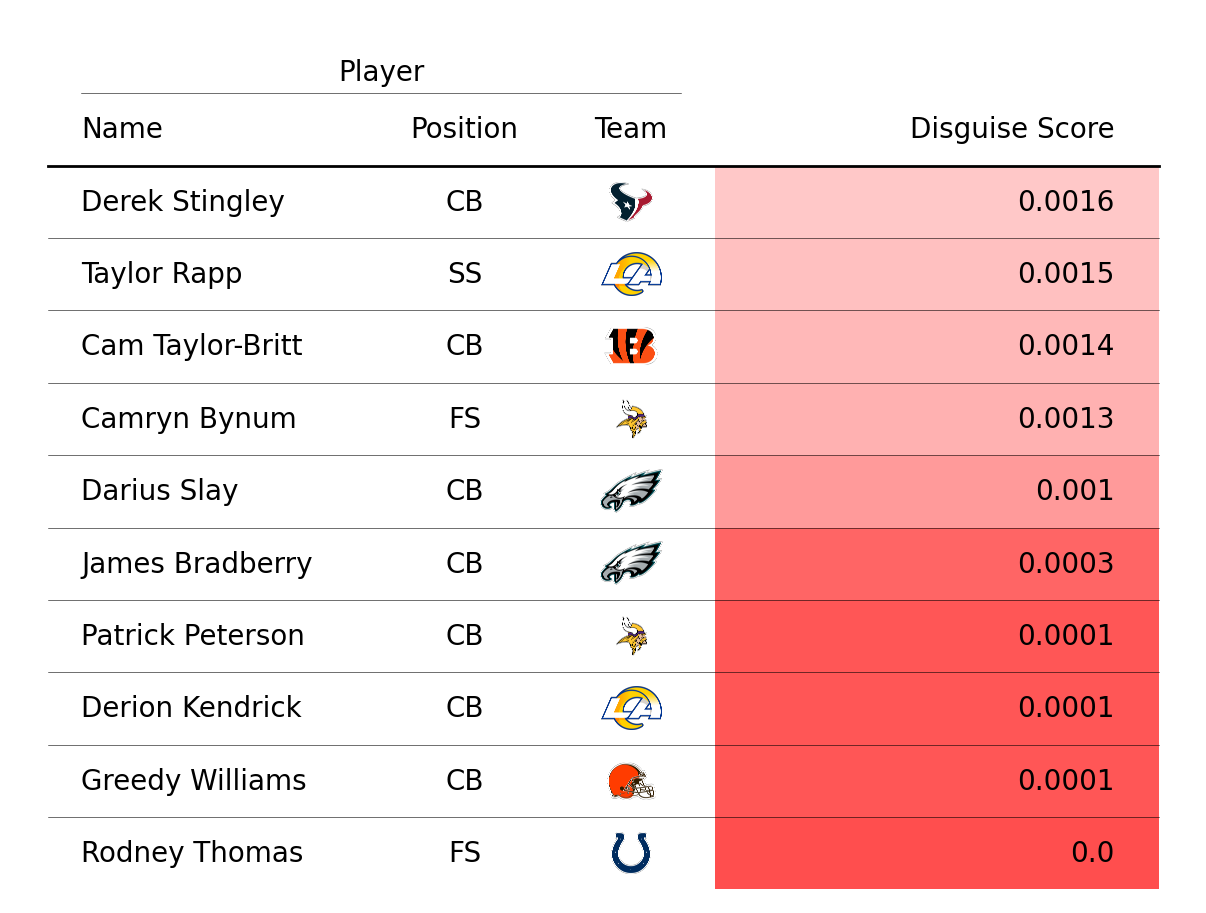 Player
Name Position Team Disguise Score
Derek Stingley CB 0.0016
Taylor Rapp SS LA 0.0015
Cam Taylor-Britt CB 0.0014
Camryn Bynum FS 0.0013
Darius Slay CB 0.001
James Bradberry CB 0.0003
Patrick Peterson CB 0.0001
Derion Kendrick CB LA 0.0001
Greedy Williams CB 0.0001
Rodney Thomas FS 0.0